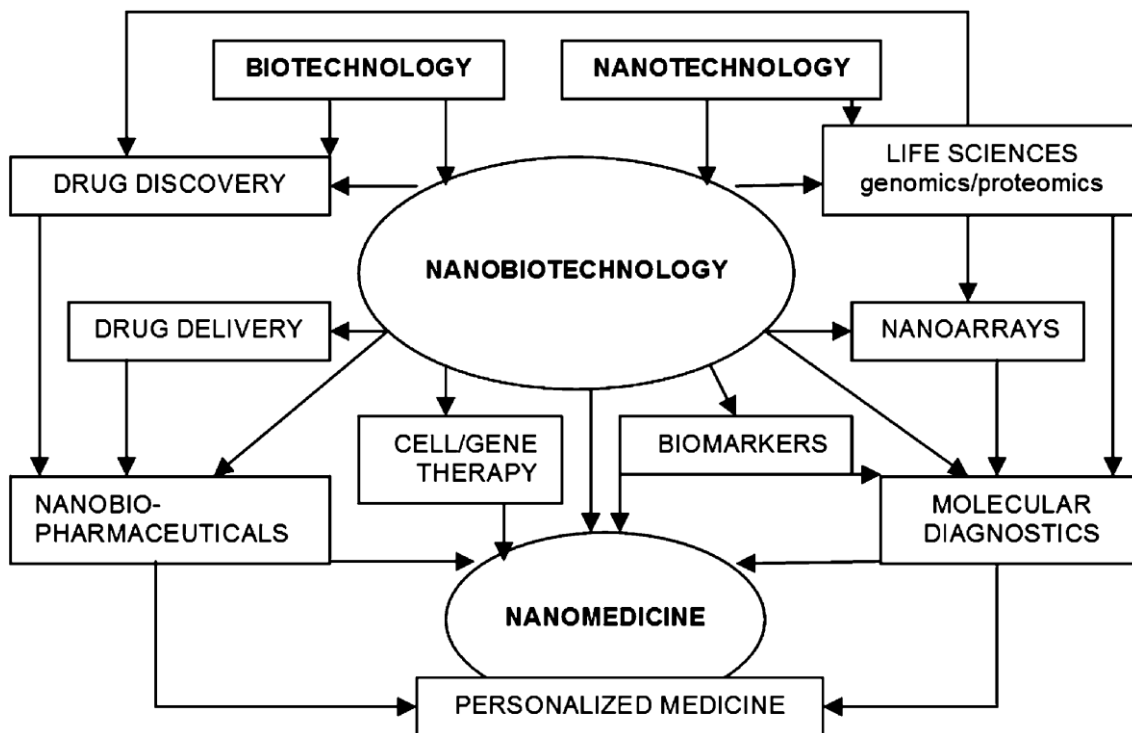 BIOTECHNOLOGY
NANOTECHNOLOGY
DRUG DISCOVERY
LIFE SCIENCES
genomics/proteomics
NANOBIOTECHNOLOGY
DRUG DELIVERY
NANOARRAYS
CELL/GENE
THERAPY
BIOMARKERS
NANOBIO-
PHARMACEUTICALS
MOLECULAR
DIAGNOSTICS
NANOMEDICINE
PERSONALIZED MEDICINE